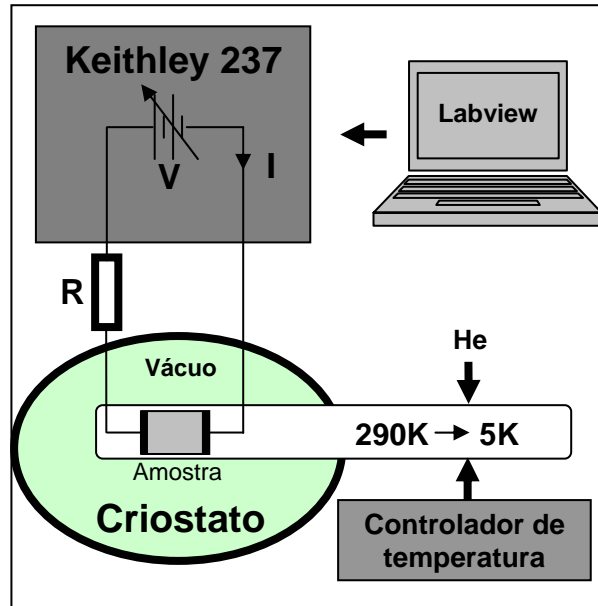 Keithley 237
Labview
V
I
R
Vácuo
He
290K → 5K
Amostra
Criostato
Controlador de
temperatura